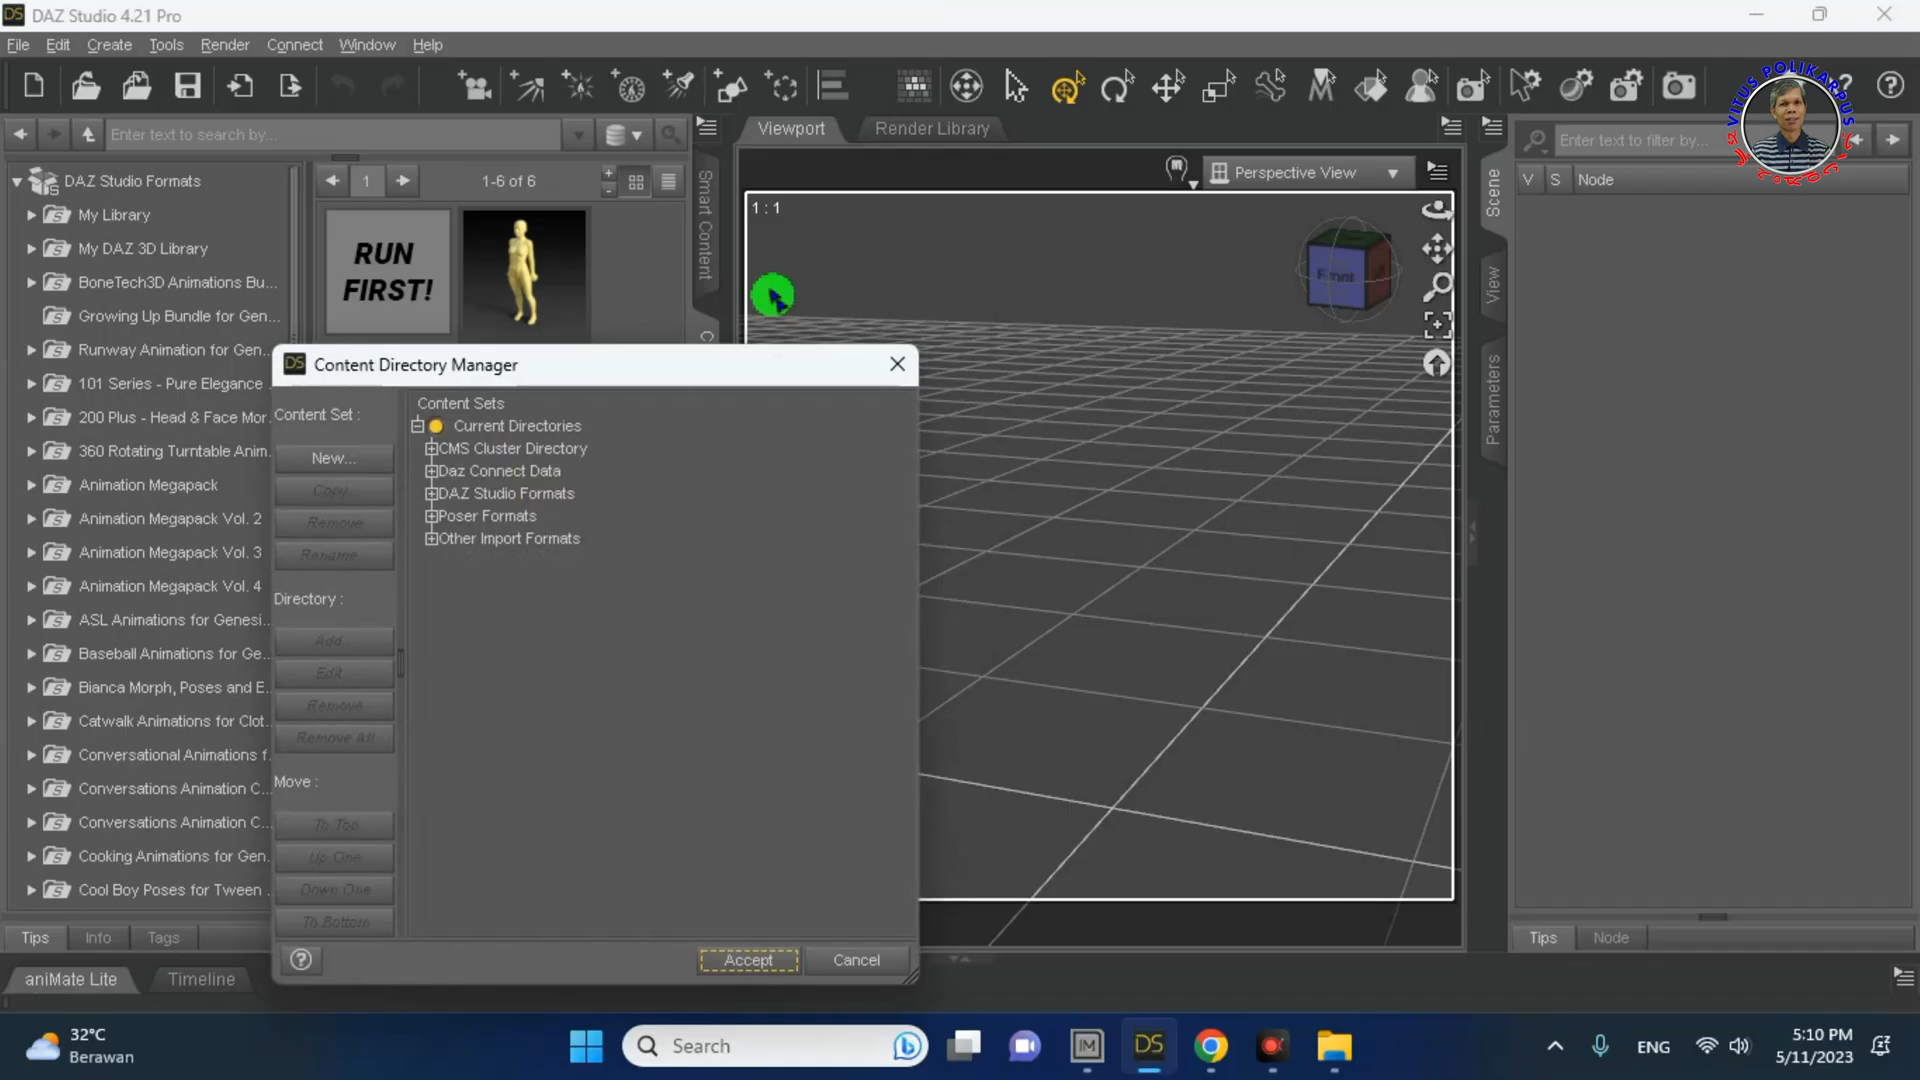 DAZ Studio 4.21 Pro
File Edit Create Tools Render Connect Window Help
Enter text to search by...
Viewport
Render Library
Enter text to filter by...
VITUS POLIKARPUS
DAZ Studio Formats
1
1-6 of 6
Perspective View
V S Node
My Library
My DAZ 3D Library
BoneTech3D Animations Bu...
Growing Up Bundle for Gen...
Runway Animation for Gen...
101 Series - Pure Elegance
200 Plus - Head & Face Mor.
360 Rotating Turntable Anim.
Animation Megapack
Animation Megapack Vol. 2
Animation Megapack Vol. 3
Animation Megapack Vol. 4
ASL Animations for Genesi...
Baseball Animations for Ge...
Bianca Morph, Poses and E...
Catwalk Animations for Clot...
Conversational Animations f
Conversations Animation C...
Conversations Animation C...
Cooking Animations for Gen.
Cool Boy Poses for Tween .
RUN
FIRST!
Smart Content
1 : 1
Front
Scene
View
Parameters
Content Directory Manager
Content Set :
New...
Copy...
Remove
Rename...
Directory :
Add...
Edit...
Remove
Remove All
Move :
To Top
Up One
Down One
To Bottom
Content Sets
Current Directories
CMS Cluster Directory
Daz Connect Data
DAZ Studio Formats
Poser Formats
Other Import Formats
Accept
Cancel
Tips Info Tags
Tips Node
aniMate Lite Timeline
32°C
Berawan
Search
IM
DS
ENG
5:10 PM
5/11/2023